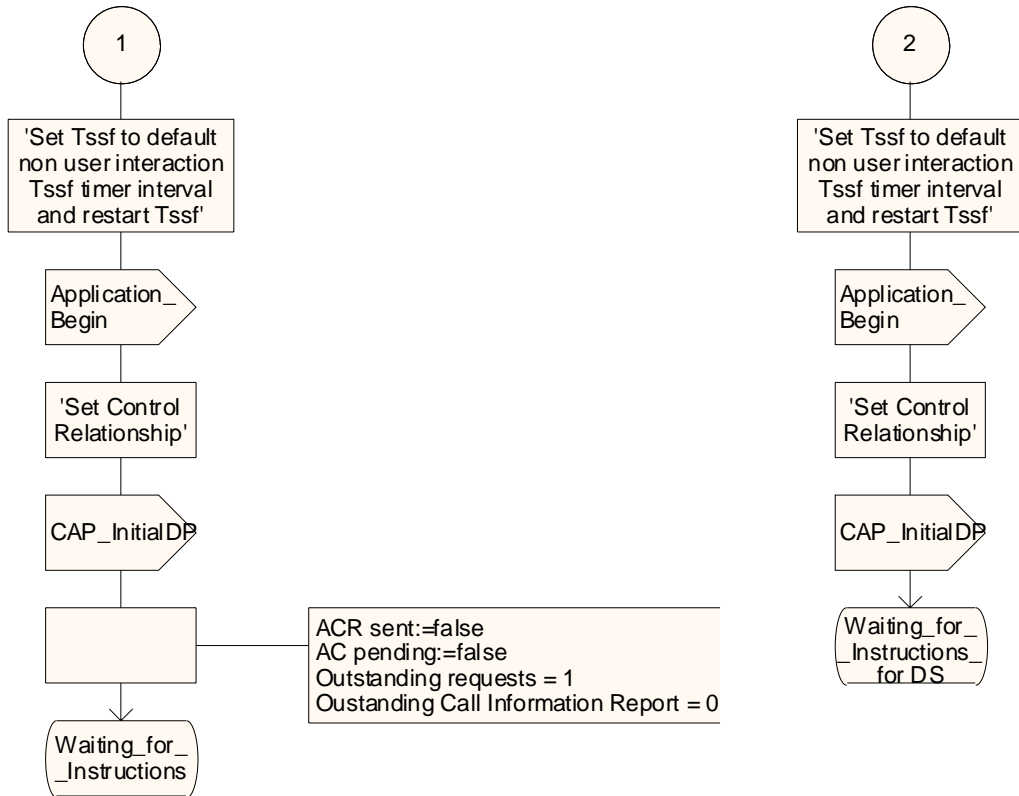 1
'Set Tssf to default
non user interaction
Tssf timer interval
and restart Tssf'
Application_
Begin
'Set Control
Relationship'
CAP_InitialDP
ACR sent:=false
AC pending:=false
Outstanding requests = 1
Oustanding Call Information Report = 0
Waiting_for_
_Instructions
2
'Set Tssf to default
non user interaction
Tssf timer interval
and restart Tssf'
Application_
Begin
'Set Control
Relationship'
CAP_InitialDP
Waiting_for_
_Instructions_
for DS